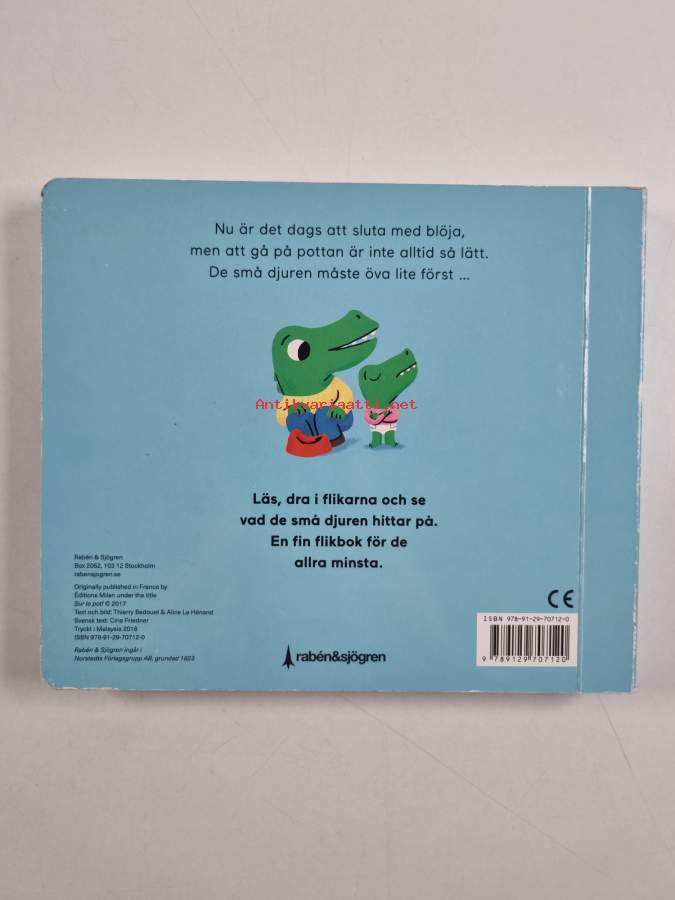 Nu är det dags att sluta med blöja,
men att gå på pottan är inte alltid så lätt.
De små djuren måste öva lite först ...
Antikvariaatti.net
Läs, dra i flikarna och se
vad de små djuren hittar på.
En fin flikbok för de
allra minsta.
Rabén & Sjögren
Box 2052, 103 12 Stockholm
rabensjogren.se
Originally published in France by
Éditions Milan under the title
Sur le pot! © 2017
Text och bild: Thierry Bedouet & Alice Le Hénand
Svensk text: Cina Friedner
Tryckt i Malaysia 2018
ISBN 978-91-29-70712-0
Rabén & Sjögren ingår i
Norstedts Förlagsgrupp AB, grundad 1823
rabén&sjögren
CE
ISBN 978-91-29-70712-0
9 789129 707120